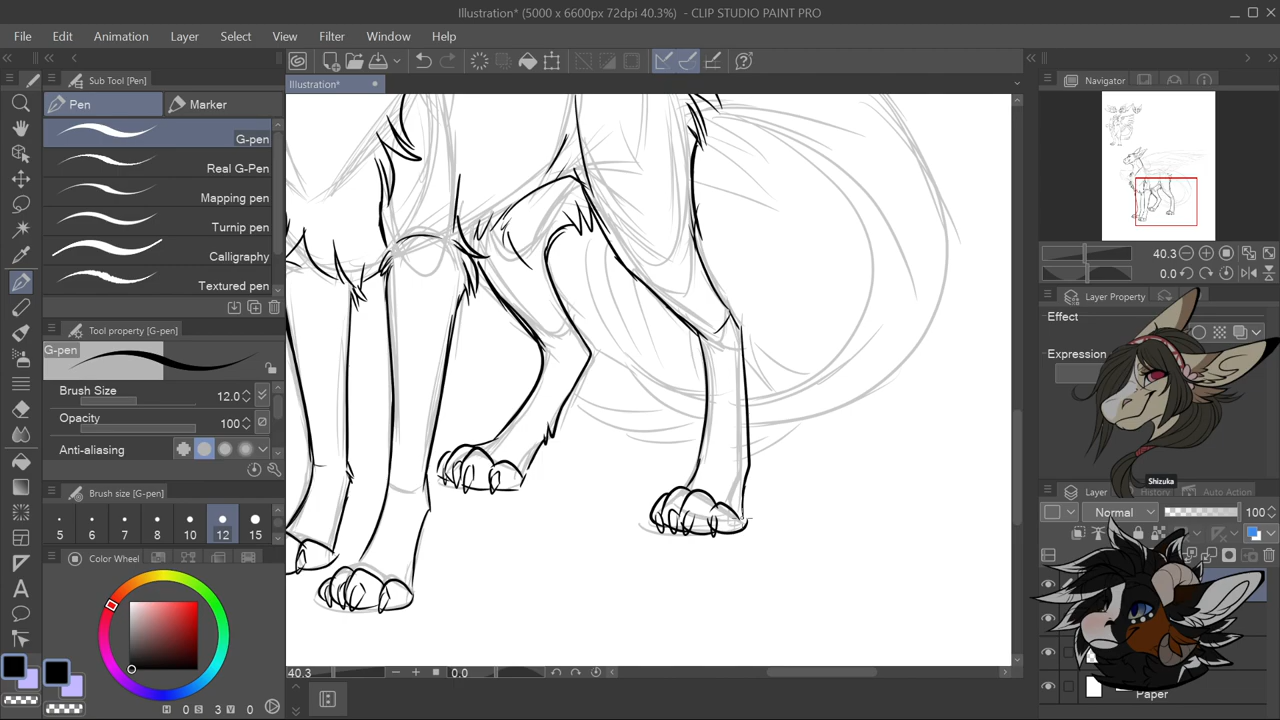 Illustration* (5000 x 6600px 72dpi 40.3%) - CLIP STUDIO PAINT PRO
File Edit Animation Layer Select View Filter Window Help
Sub Tool [Pen]
Illustration*
Navigator
Pen
Marker
G-pen
Real G-Pen
Mapping pen
Turnip pen
Calligraphy
Textured pen
Tool property [G-pen]
G-pen
Brush Size 12.0
Opacity 100
Anti-aliasing
Brush size [G-pen]
5 6 7 8 10 12 15
Color Wheel
H 0 S 3 V 0
40.3 0.0
40.3
0.0
Layer Property
Effect
Expression
Shizuka
Layer History Auto Action
Normal 100
Paper